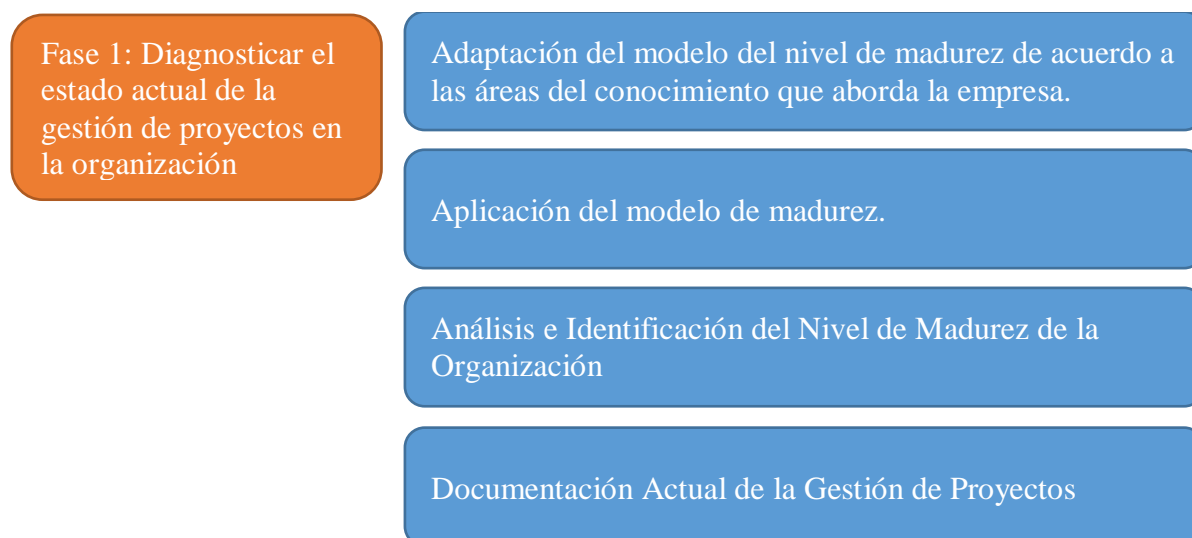 Fase 1: Diagnosticar el
estado actual de la
gestión de proyectos en
la organización
Adaptación del modelo del nivel de madurez de acuerdo a
las áreas del conocimiento que aborda la empresa.
Aplicación del modelo de madurez.
Análisis e Identificación del Nivel de Madurez de la
Organización
Documentación Actual de la Gestión de Proyectos